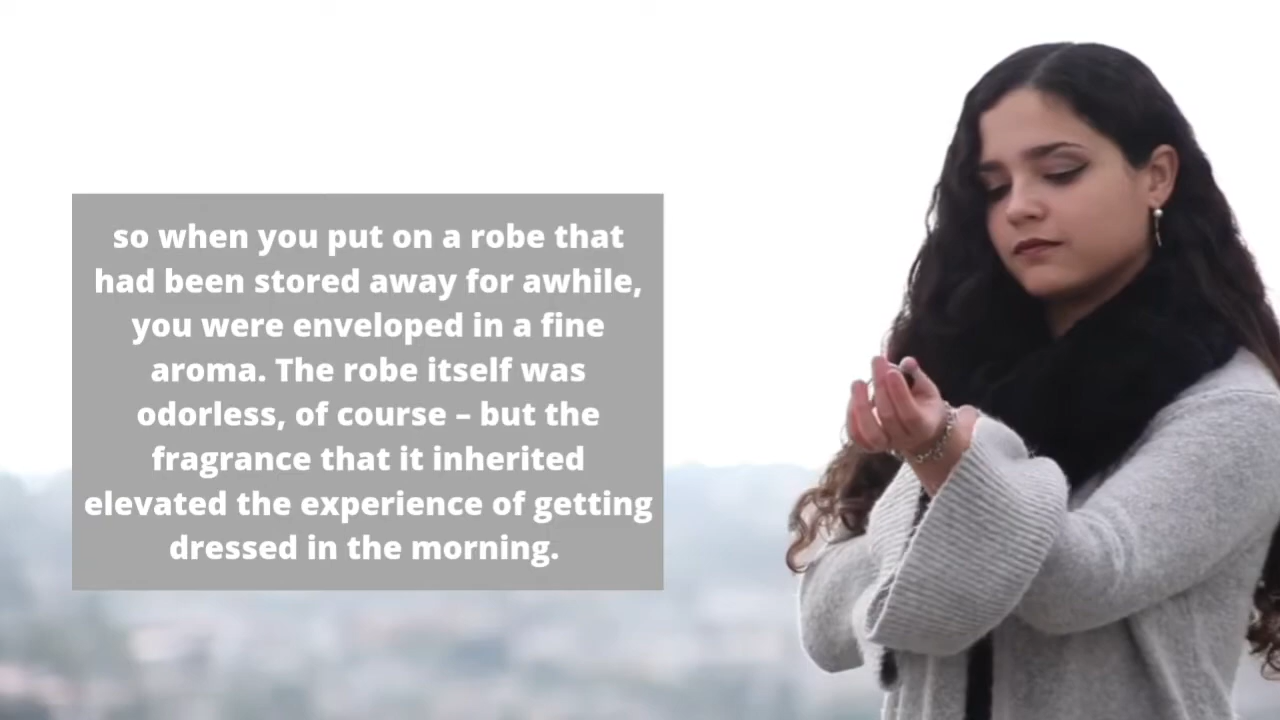 so when you put on a robe that
had been stored away for awhile,
you were enveloped in a fine
aroma. The robe itself was
odorless, of course – but the
fragrance that it inherited
elevated the experience of getting
dressed in the morning.